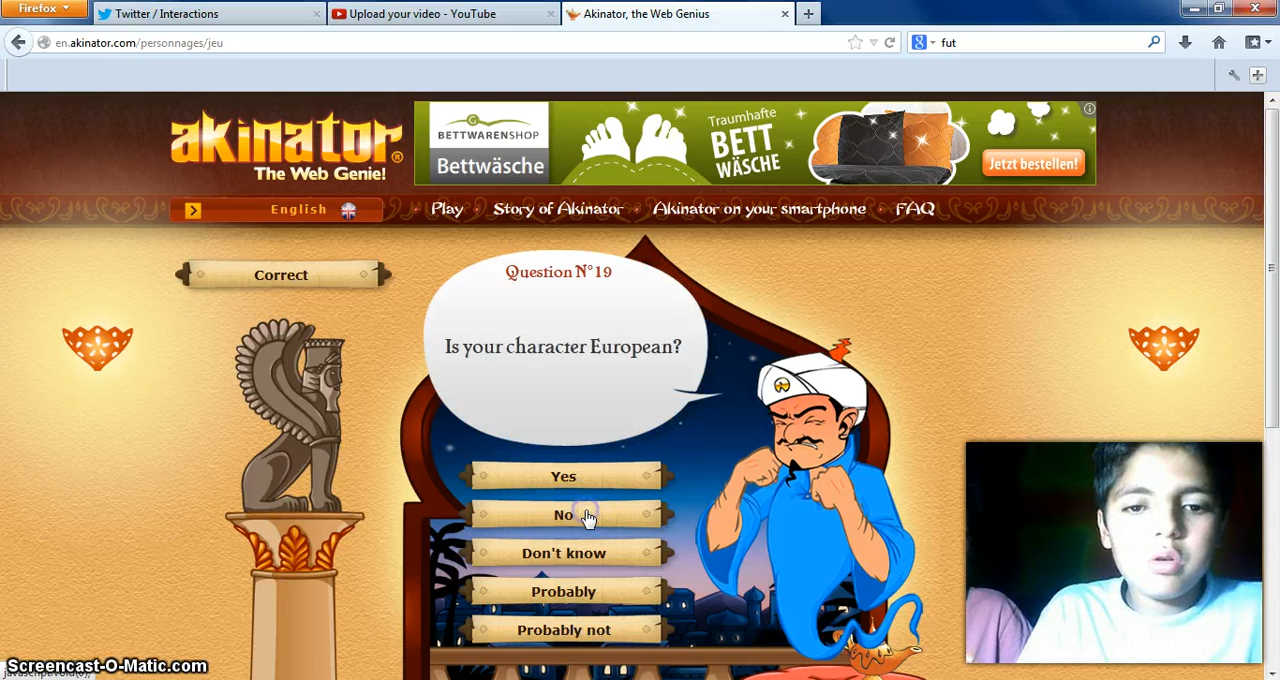 Firefox
Twitter / Interactions
Upload your video - YouTube
Akinator, the Web Genius
en.akinator.com/personnages/jeu
fut
akinator®
The Web Genie!
BETTWARENSHOP
Bettwäsche
Traumhafte
BETT
WÄSCHE
Jetzt bestellen!
English
Play
Story of Akinator
Akinator on your smartphone
FAQ
Correct
Question N°19
Is your character European?
Yes
No
Don't know
Probably
Probably not
Screencast-O-Matic.com